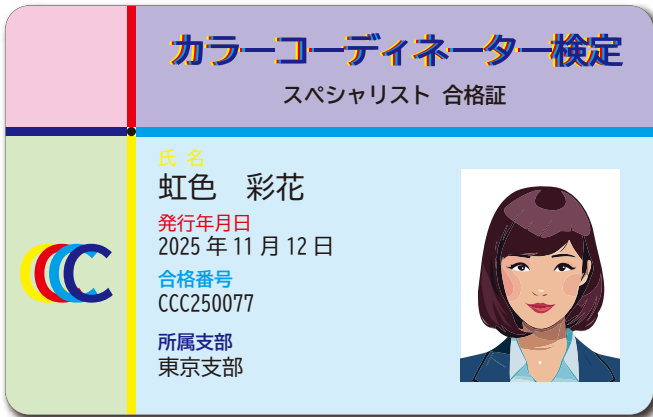 カラーコーディネーター検定
スペシャリスト 合格証
氏 名
虹色　彩花
発行年月日
2025 年 11 月 12 日
合格番号
CCC250077
所属支部
東京支部
CCCC